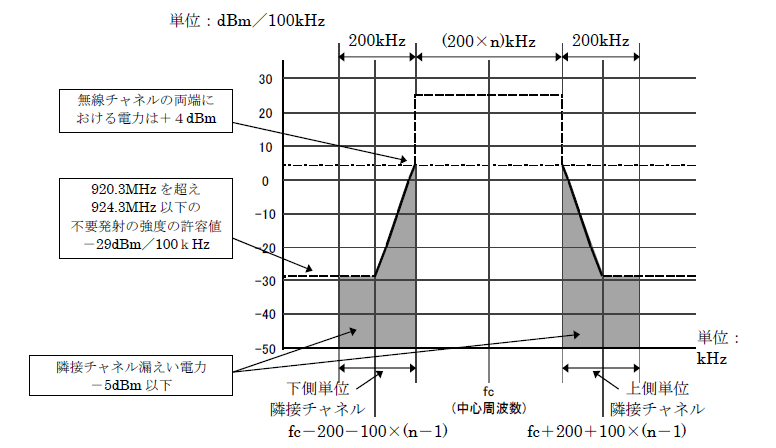 単位：dBm／100kHz
200kHz
(200×n)kHz
200kHz
30
20
10
0
-10
-20
-30
-40
-50
無線チャネルの両端に
おける電力は＋４dBm
920.3MHz を超え
924.3MHz 以下の
不要発射の強度の許容値
－29dBm／100ｋHz
隣接チャネル漏えい電力
－5dBm 以下
単位：
kHz
下側単位
隣接チャネル
fc－200－100×(n－1)
fc
(中心周波数)
上側単位
隣接チャネル
fc＋200＋100×(n－1)